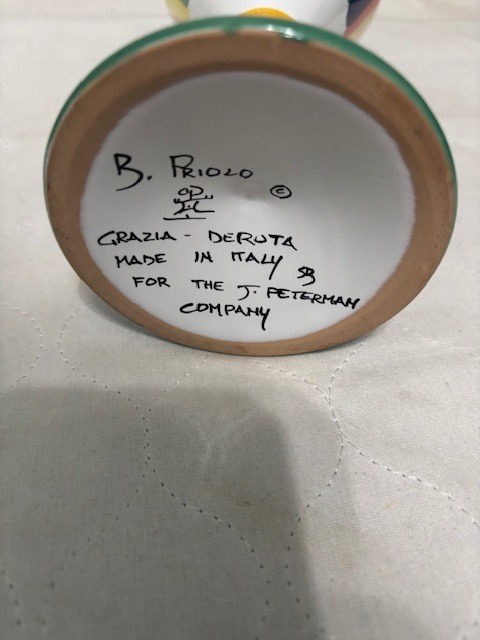 B. PRIOLO
©
GRAZIA - DERUTA
MADE IN ITALY SB
FOR THE J. PETERMAN
COMPANY